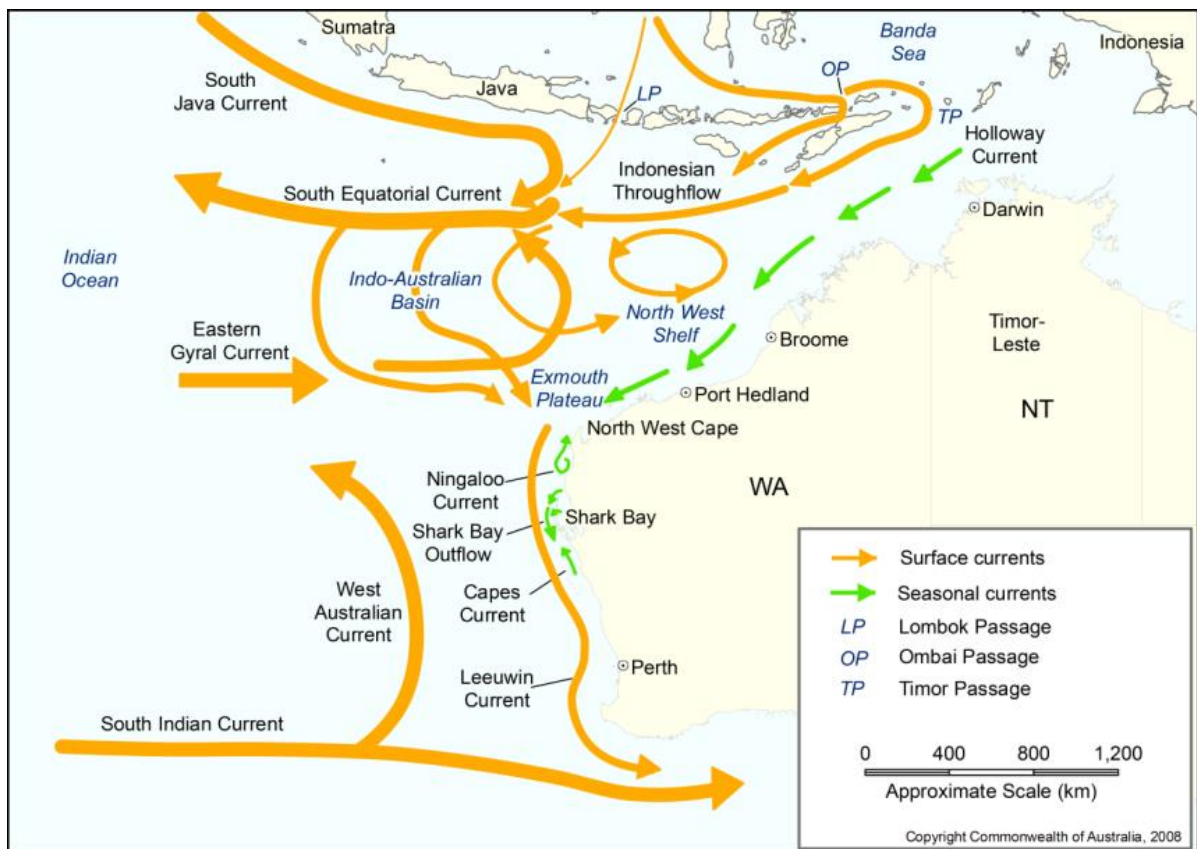 Sumatra
Banda
Sea
Indonesia
South
Java Current
Java
LP
OP
TP
Holloway
Current
Indonesian
Throughflow
South Equatorial Current
Darwin
Indian
Ocean
Indo-Australian
Basin
North West
Shelf
Eastern
Gyral Current
Broome
Timor-
Leste
Exmouth
Plateau
Port Hedland
NT
North West Cape
Ningaloo
Current
WA
Shark Bay
Shark Bay
Outflow
Capes
Current
West
Australian
Current
Leeuwin
Current
Perth
South Indian Current
Surface currents
Seasonal currents
LP Lombok Passage
OP Ombai Passage
TP Timor Passage
0 400 800 1,200
Approximate Scale (km)
Copyright Commonwealth of Australia, 2008